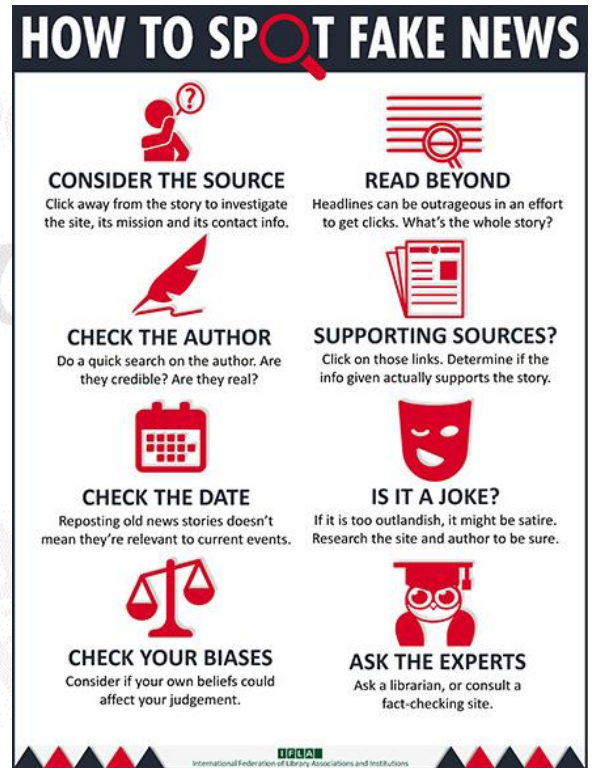 HOW TO SPOT FAKE NEWS
?
CONSIDER THE SOURCE
Click away from the story to investigate
the site, its mission and its contact info.
READ BEYOND
Headlines can be outrageous in an effort
to get clicks. What's the whole story?
CHECK THE AUTHOR
Do a quick search on the author. Are
they credible? Are they real?
SUPPORTING SOURCES?
Click on those links. Determine if the
info given actually supports the story.
CHECK THE DATE
Reposting old news stories doesn't
mean they're relevant to current events.
IS IT A JOKE?
If it is too outlandish, it might be satire.
Research the site and author to be sure.
CHECK YOUR BIASES
Consider if your own beliefs could
affect your judgement.
ASK THE EXPERTS
Ask a librarian, or consult a
fact-checking site.
IFLA
International Federation of Library Associations and Institutions